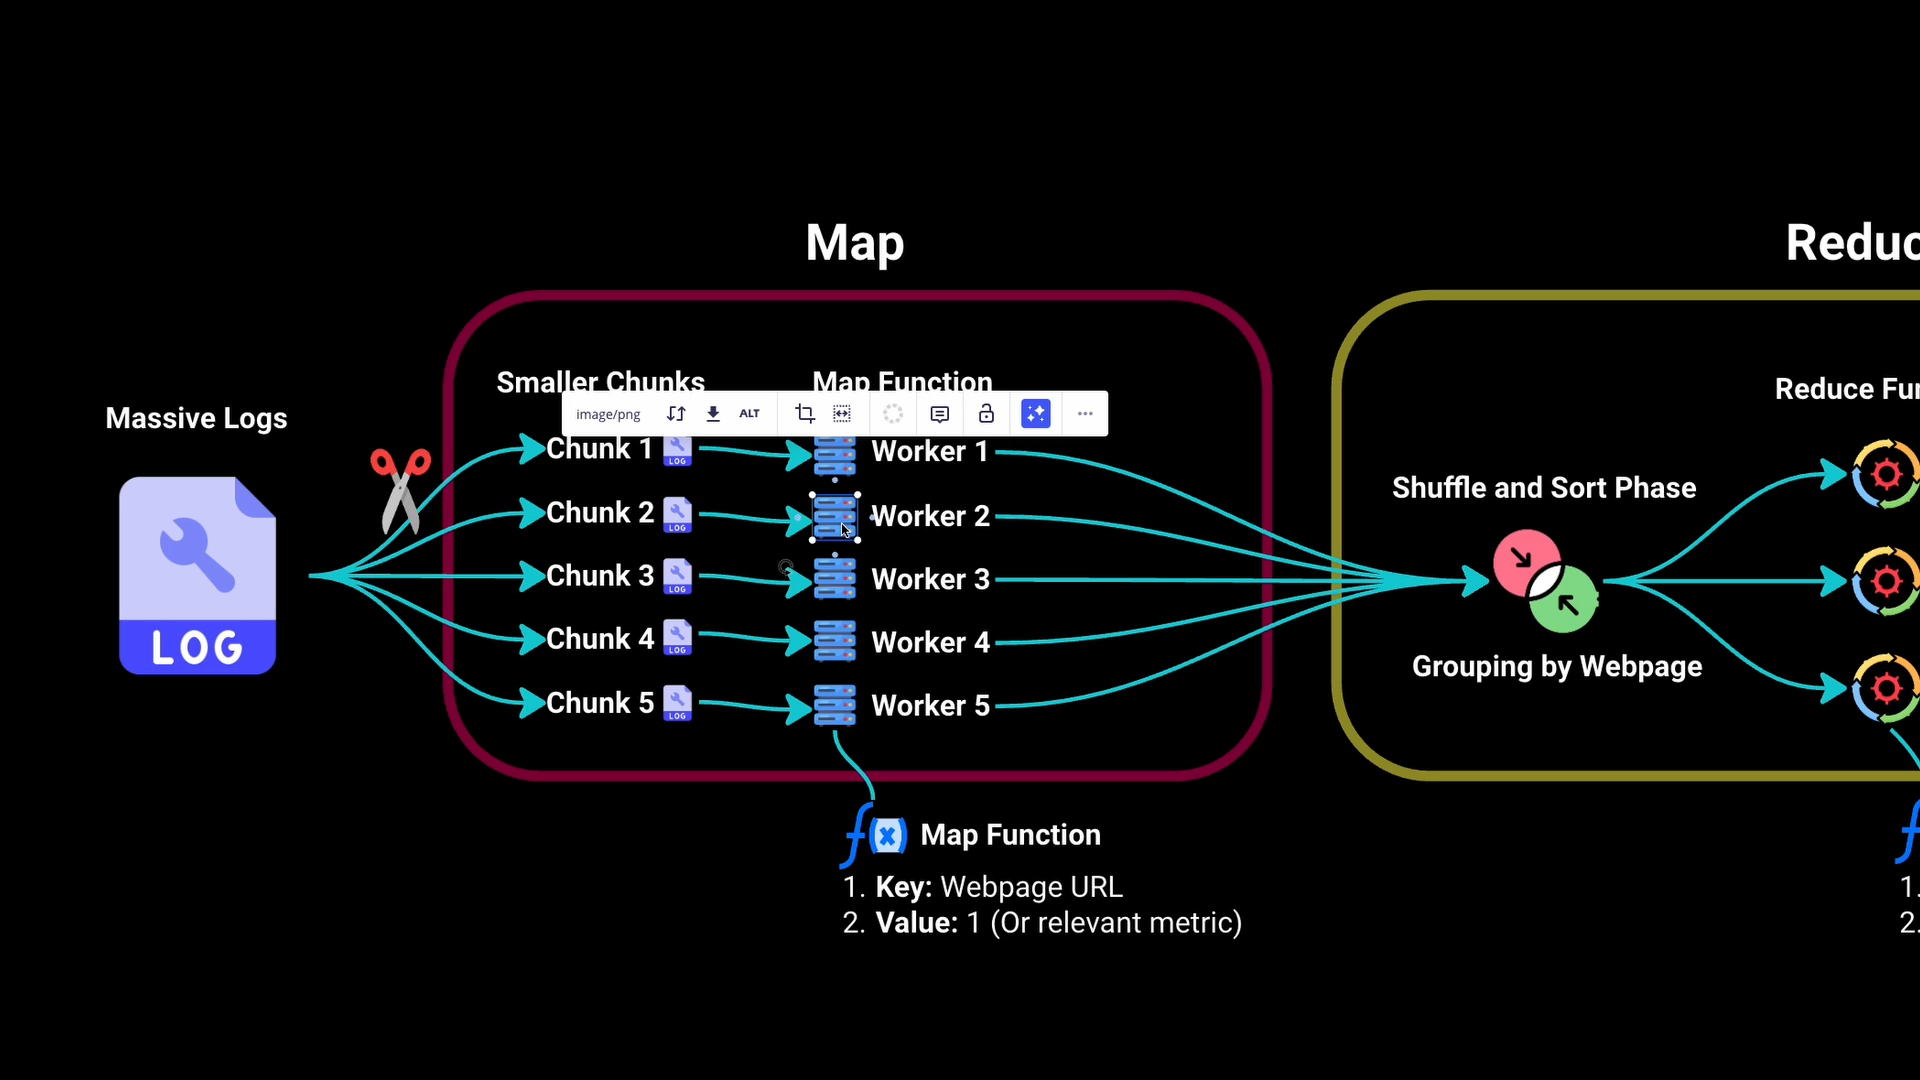 Map
Reduc
Massive Logs
LOG
Smaller Chunks
Map Function
image/png
ALT
Chunk 1
LOG
Worker 1
Chunk 2
LOG
Worker 2
Chunk 3
LOG
Worker 3
Chunk 4
LOG
Worker 4
Chunk 5
LOG
Worker 5
Shuffle and Sort Phase
Grouping by Webpage
Reduce Fun
f(x) Map Function
1. Key: Webpage URL
2. Value: 1 (Or relevant metric)
f
1.
2.